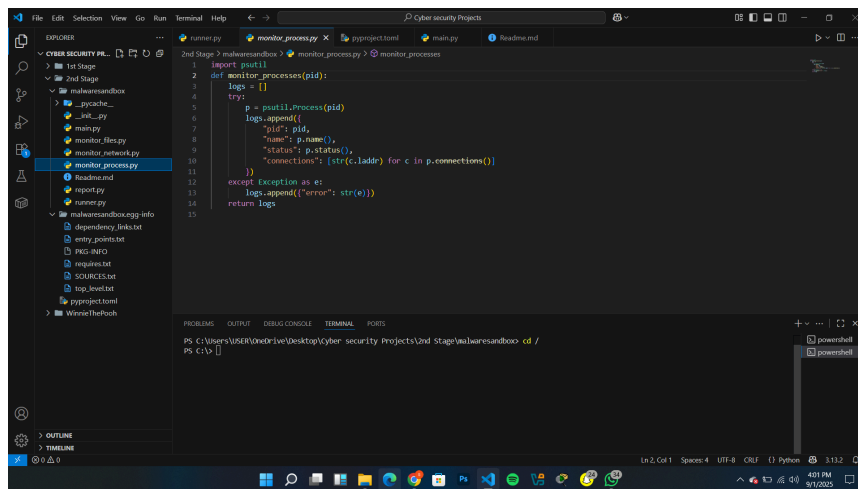 File Edit Selection View Go Run Terminal Help
Cyber security Projects
EXPLORER
CYBER SECURITY PR...
1st Stage
2nd Stage
malwaresandbox
__pycache__
__init__.py
main.py
monitor_files.py
monitor_network.py
monitor_process.py
Readme.md
report.py
runner.py
malwaresandbox.egg-info
dependency_links.txt
entry_points.txt
PKG-INFO
requires.txt
SOURCES.txt
top_level.txt
pyproject.toml
WinnieThePooh
OUTLINE
TIMELINE
runner.py monitor_process.py pyproject.toml main.py Readme.md
2nd Stage > malwaresandbox > monitor_process.py > monitor_processes
1 import psutil
2 def monitor_processes(pid):
3 logs = []
4 try:
5 p = psutil.Process(pid)
6 logs.append({
7 "pid": pid,
8 "name": p.name(),
9 "status": p.status(),
10 "connections": [str(c.laddr) for c in p.connections()]
11 })
12 except Exception as e:
13 logs.append({"error": str(e)})
14 return logs
15
PROBLEMS OUTPUT DEBUG CONSOLE TERMINAL PORTS
PS C:\Users\USER\OneDrive\Desktop\Cyber security Projects\2nd Stage\malwaresandbox> cd /
PS C:\>
powershell
powershell
0 0 Ln 2, Col 1 Spaces: 4 UTF-8 CRLF {} Python 3.13.2
Ps
24
34
4:01 PM
9/1/2025